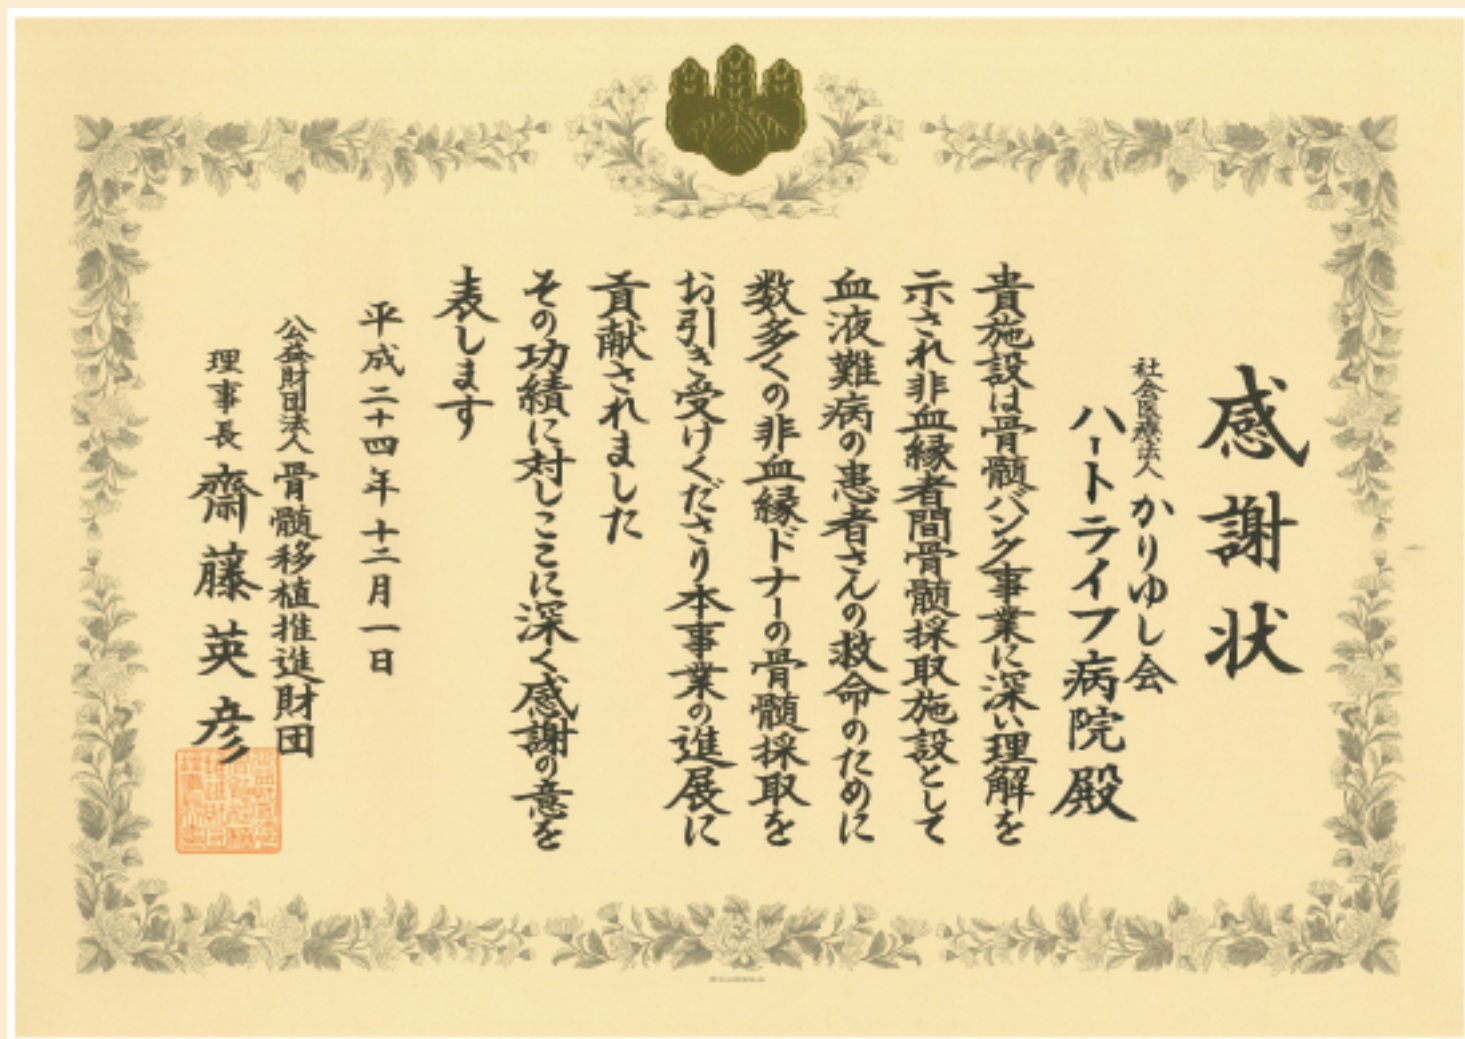 感謝状
社会医療法人 かりゆし会
ハートライフ病院 殿
貴施設は骨髄バンク事業に深い理解を
示され非血縁者間骨髄採取施設として
血液難病の患者さんの救命のために
数多くの非血縁ドナーの骨髄採取を
お引き受けくださり本事業の進展に
貢献されました
その功績に対しここに深く感謝の意を
表します
平成二十四年十二月一日
公益財団法人 骨髄移植推進財団
理事長 齋藤英彦